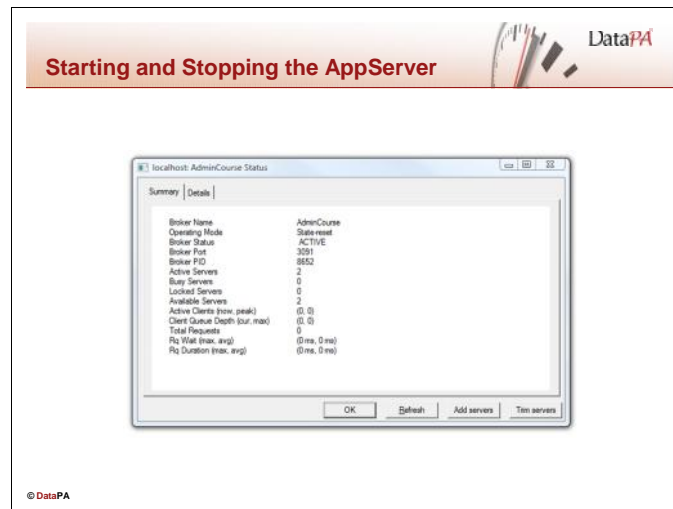 DataPA
Starting and Stopping the AppServer
localhost: AdminCourse Status
Summary Details
Broker Name AdminCourse
Operating Mode State-reset
Broker Status ACTIVE
Broker Port 3091
Broker PID 8652
Active Servers 2
Busy Servers 0
Locked Servers 0
Available Servers 2
Active Clients (now, peak) (0, 0)
Client Queue Depth (cur, max) (0, 0)
Total Requests 0
Rq Wait (max, avg) (0 ms, 0 ms)
Rq Duration (max, avg) (0 ms, 0 ms)
OK Refresh Add servers Trim servers
© DataPA